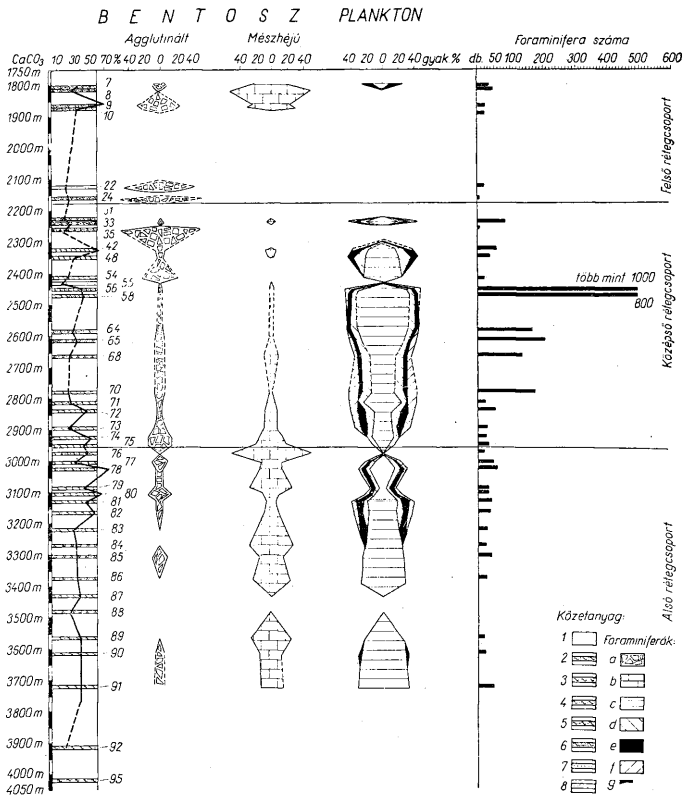 B E N T O S Z PLANKTON
Agglutinált Mészhéjú Foraminifera száma
CaCO₃ 10 30 50 70% 40 20 0 20 40 40 20 0 20 40 40 20 0 20 40 gyak % db. 50 100 200 300 400 500 600
1750 m
1800 m
1900 m
2000 m
2100 m
2200 m
2300 m
2400 m
2500 m
2600 m
2700 m
2800 m
2900 m
3000 m
3100 m
3200 m
3300 m
3400 m
3500 m
3600 m
3700 m
3800 m
3900 m
4000 m
4050 m
7
8
9
10
22
24
31
33
35
42
48
54
55
56
58
64
65
68
70
71
72
73
74
75
76
77
78
79
80
81
82
83
84
85
86
87
88
89
90
91
92
95
több mint 1000
800
Felső rétegcsoport
Középső rétegcsoport
Alsó rétegcsoport
Kőzetanyag:
Foraminiferák:
1
2 a
3 b
4 c
5 d
6 e
7 f
8 g